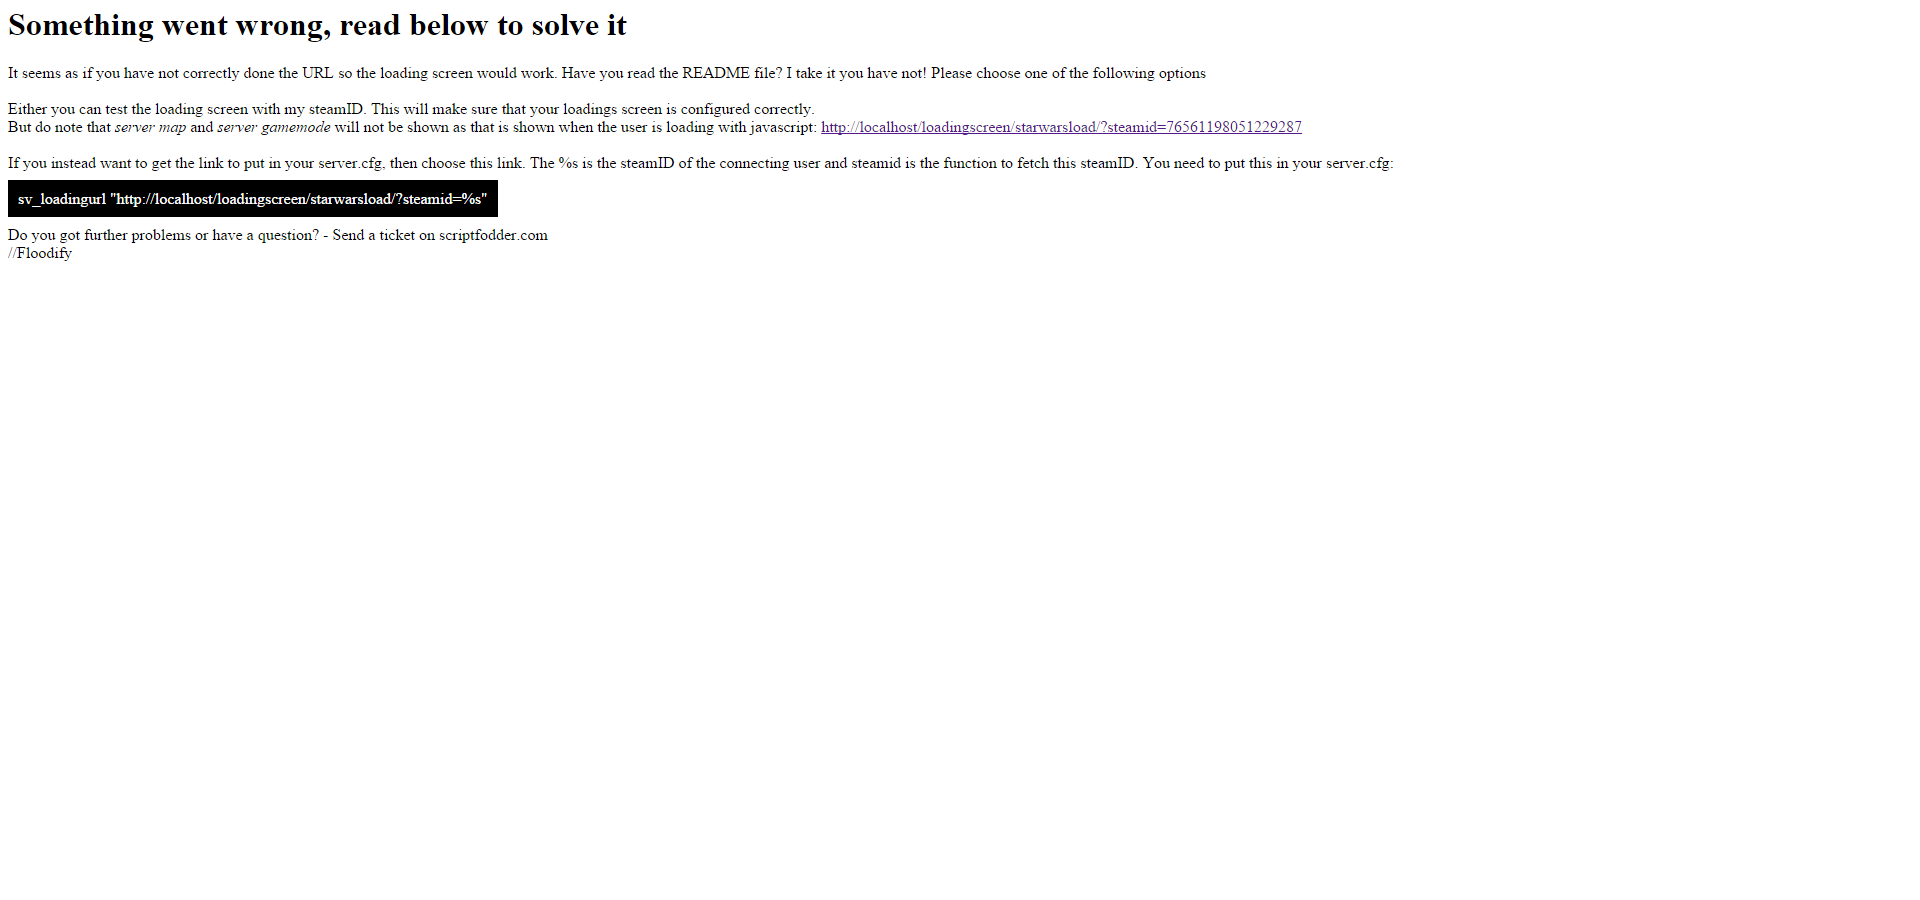 Something went wrong, read below to solve it
It seems as if you have not correctly done the URL so the loading screen would work. Have you read the README file? I take it you have not! Please choose one of the following options
Either you can test the loading screen with my steamID. This will make sure that your loadings screen is configured correctly.
But do note that server map and server gamemode will not be shown as that is shown when the user is loading with javascript: http://localhost/loadingscreen/starwarsload/?steamid=76561198051229287
If you instead want to get the link to put in your server.cfg, then choose this link. The %s is the steamID of the connecting user and steamid is the function to fetch this steamID. You need to put this in your server.cfg:
sv_loadingurl "http://localhost/loadingscreen/starwarsload/?steamid=%s"
Do you got further problems or have a question? - Send a ticket on scriptfodder.com
//Floodify